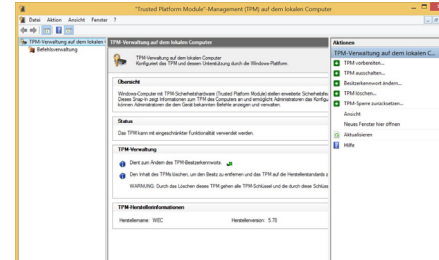 "Trusted Platform Module"-Management (TPM) auf dem lokalen Computer
Datei Aktion Ansicht Fenster ?
TPM-Verwaltung auf dem lokalen
Befehlsverwaltung
TPM-Verwaltung auf dem lokalen Computer
TPM-Verwaltung auf dem lokalen Computer
Konfiguriert das TPM und dessen Unterstützung durch die Windows-Plattform.
Übersicht
Windows-Computer mit TPM-Sicherheitshardware (Trusted Platform Module) stellen erweiterte Sicherheitsfe
Dieses Snap-In zeigt Informationen zum TPM des Computers an und ermöglicht Administratoren das Konfigu
können Administratoren die dem Gerät bekannten Befehle anzeigen und verwalten.
Status
Das TPM kann mit eingeschränkter Funktionalität verwendet werden.
TPM-Verwaltung
Dient zum Ändern des TPM-Besitzerkennworts.
Den Inhalt des TPMs löschen, um den Besitz zu entfernen und das TPM auf die Herstellerstandards z
WARNUNG: Durch das Löschen dieses TPM gehen alle TPM-Schlüssel und die durch diese Schlüss
TPM-Herstellerinformationen
Herstellername: WEC Herstellerversion: 5.78
Aktionen
TPM-Verwaltung auf dem lokalen C...
TPM vorbereiten...
TPM ausschalten...
Besitzerkennwort ändern...
TPM löschen...
TPM-Sperre zurücksetzen...
Ansicht
Neues Fenster hier öffnen
Aktualisieren
Hilfe